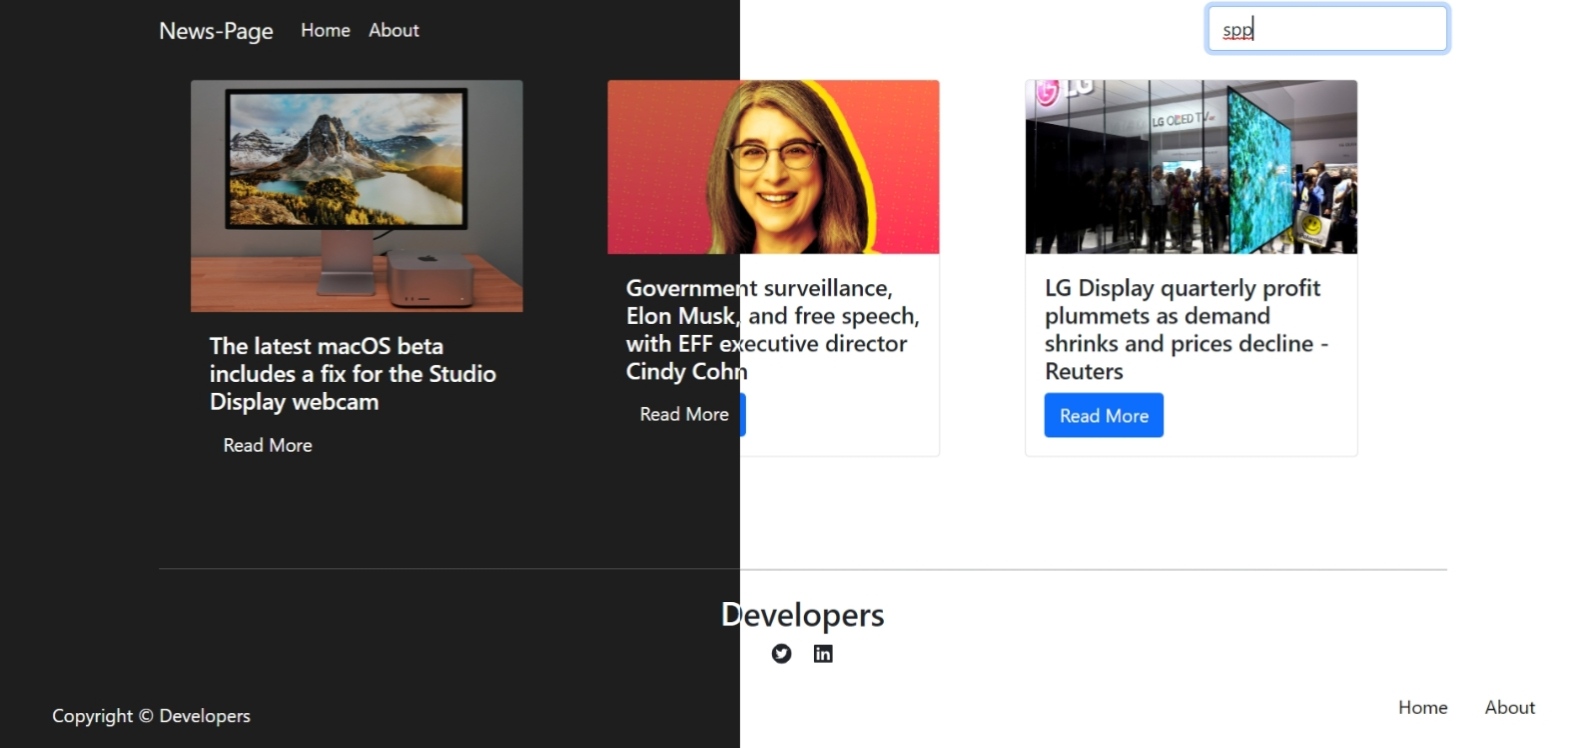 News-Page Home About spp
LG
LG OLED TV
The latest macOS beta
includes a fix for the Studio
Display webcam
Read More
Government surveillance,
Elon Musk, and free speech,
with EFF executive director
Cindy Cohn
Read More
LG Display quarterly profit
plummets as demand
shrinks and prices decline -
Reuters
Read More
Developers
in
Copyright © Developers
Home About